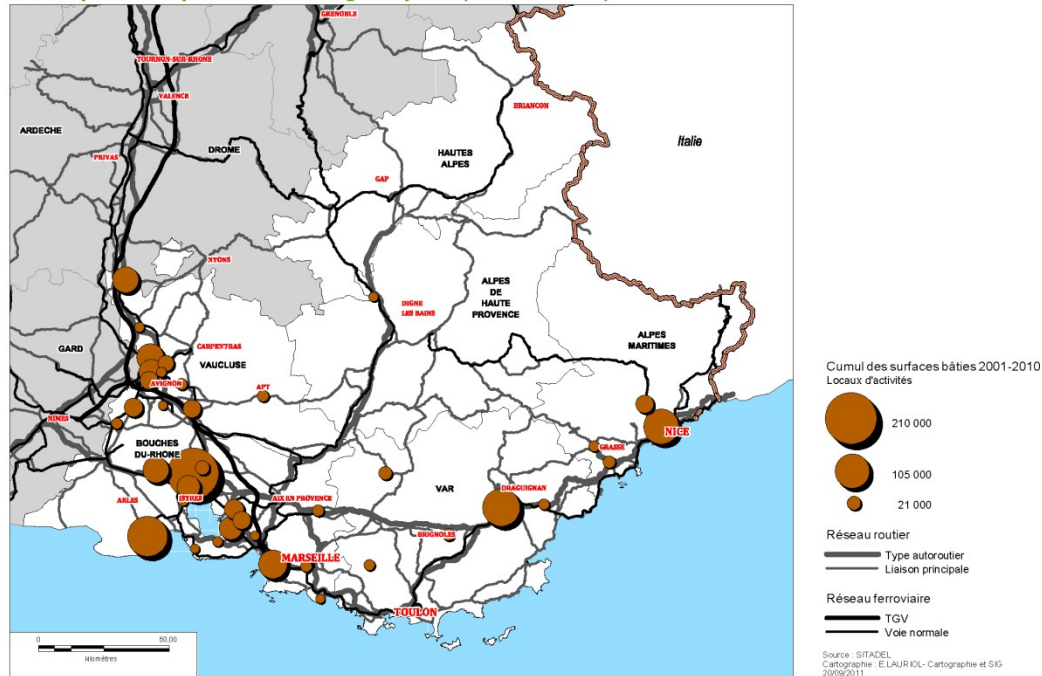 GRENOBLE
TOURNON-SUR-RHONE
VALENCE
BRIANÇON
ARDECHE
Italie
DROME
PRIVAS
HAUTES
ALPES
GAP
NYONS
ALPES
DE
HAUTE
PROVENCE
DIGNE
LES BAINS
ALPES
MARITIMES
GARD
CARPENTRAS
VAUCLUSE
AVIGNON
APT
NIMES
NICE
BOUCHES
DU-RHÔNE
GRASSE
VAR
DRAGUIGNAN
ARLES
ISTRES
AIX EN PROVENCE
BRIGNOLES
MARSEILLE
TOULON
0
50,00
kilomètres
Cumul des surfaces bâties 2001-2010
Locaux d'activités
210 000
105 000
21 000
Réseau routier
Type autoroutier
Liaison principale
Réseau ferroviaire
TGV
Voie normale
Source : SITADEL
Cartographie : E.LAURIOL- Cartographie et SIG
20/09/2011